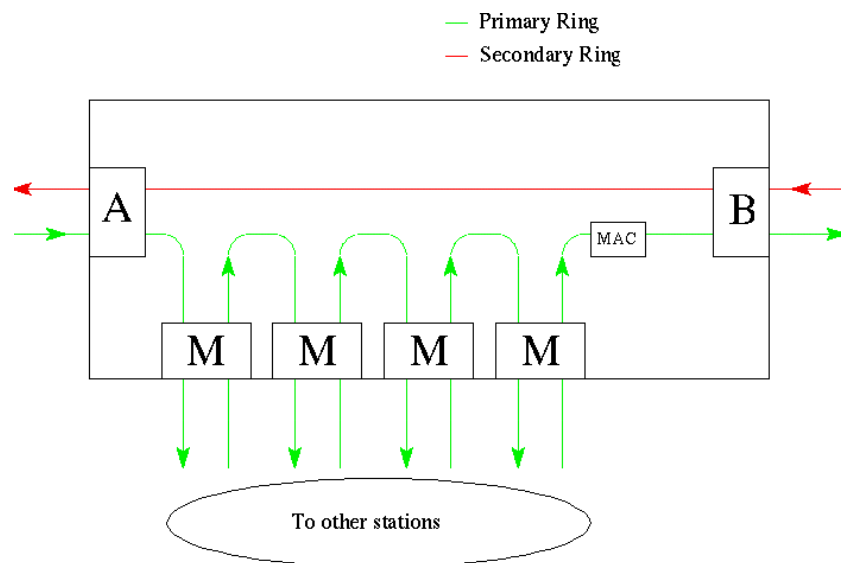 Primary Ring
Secondary Ring
A
B
MAC
M M M M
To other stations